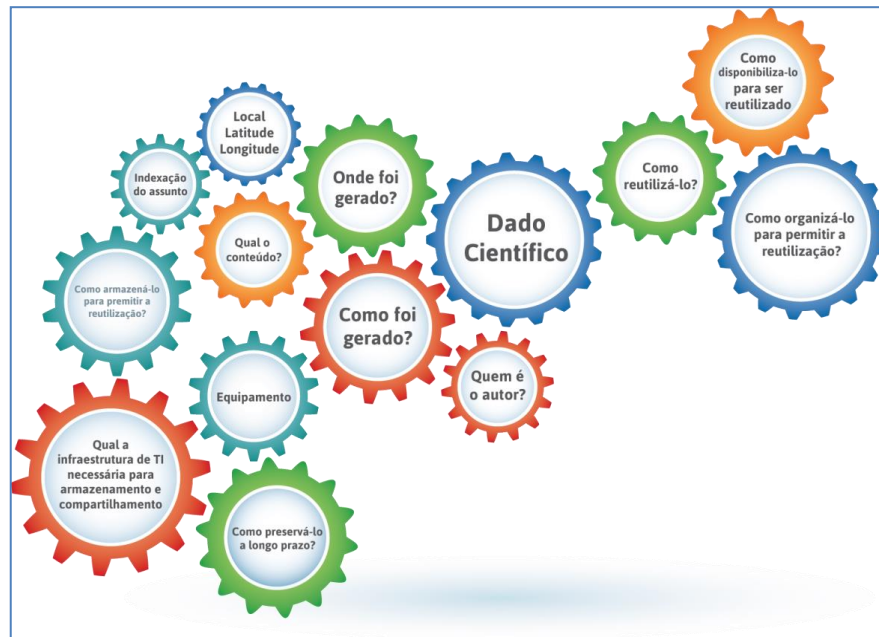 Como
disponibiliza-lo
para ser
reutilizado
Local
Latitude
Longitude
Indexação
do assunto
Onde foi
gerado?
Como
reutilizá-lo?
Dado
Científico
Como organizá-lo
para permitir a
reutilização?
Qual o
conteúdo?
Como armazená-lo
para premitir a
reutilização?
Como foi
gerado?
Quem é
o autor?
Equipamento
Qual a
infraestrutura de TI
necessária para
armazenamento e
compartilhamento
Como preservá-lo
a longo prazo?